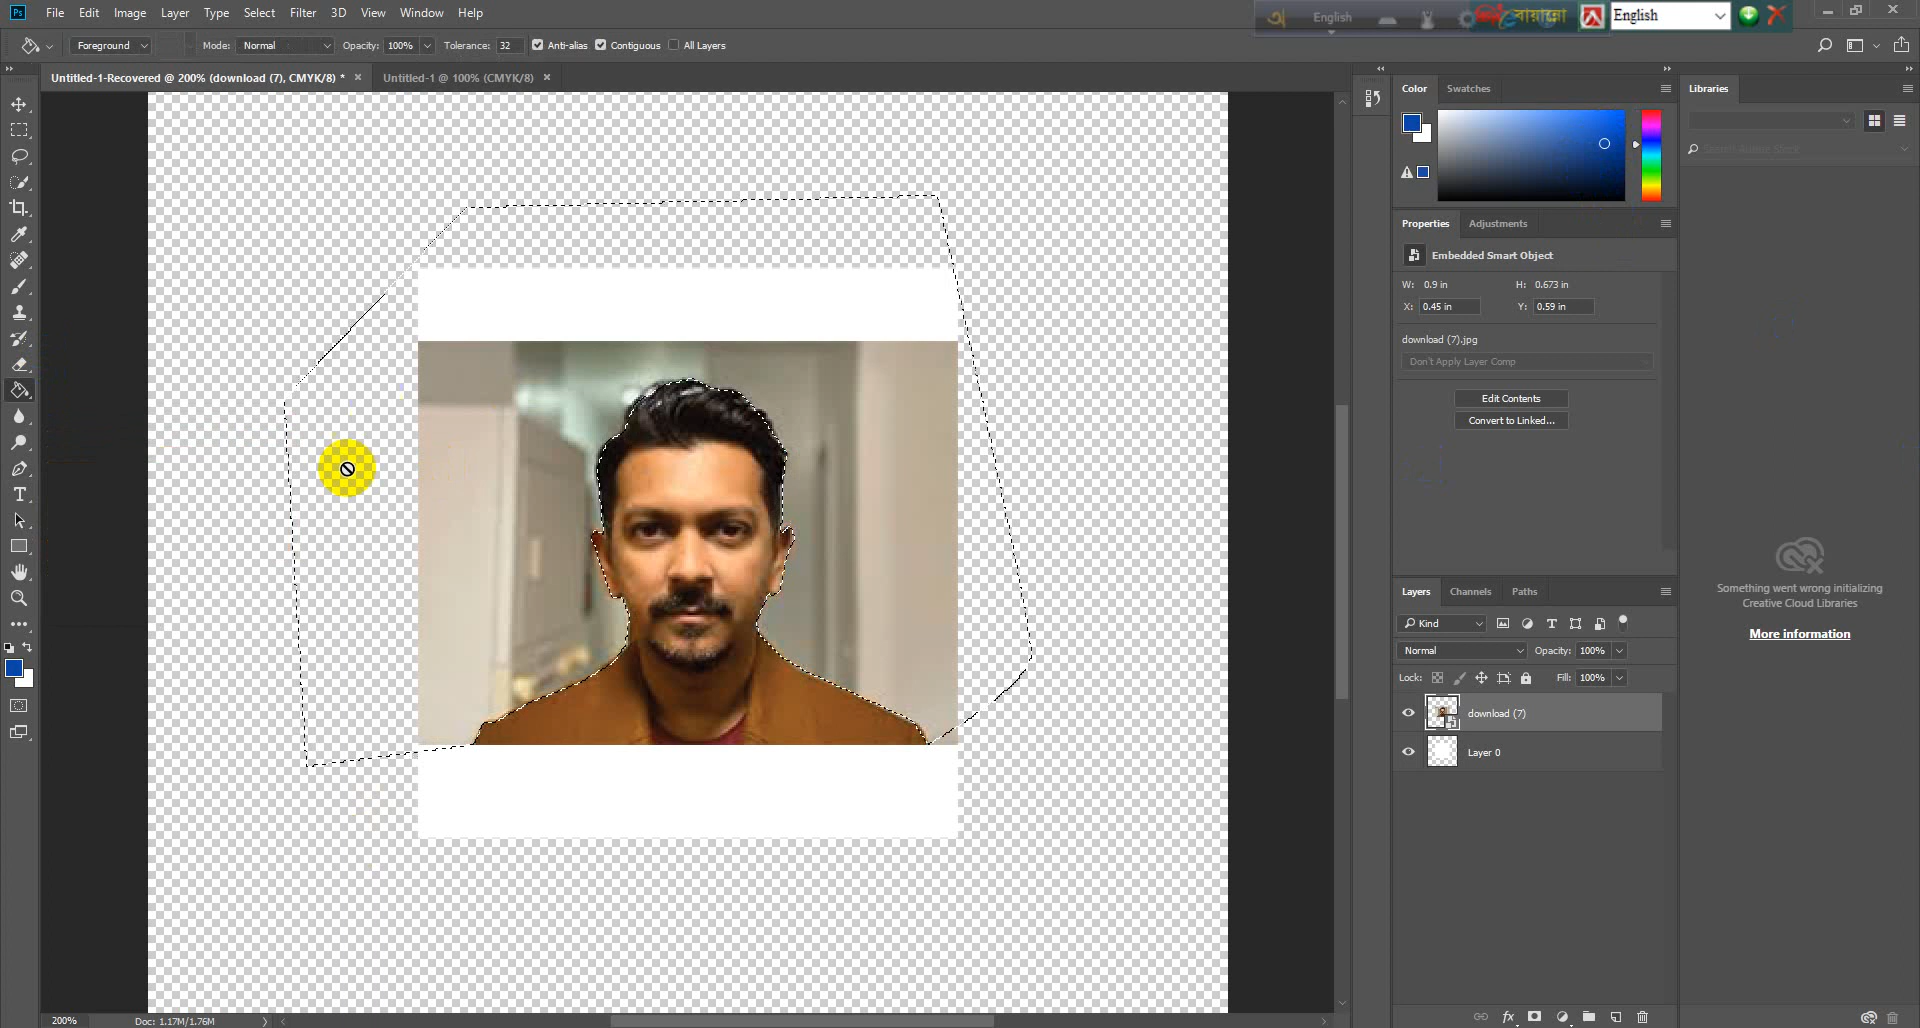 Ps File Edit Image Layer Type Select Filter 3D View Window Help
অ English বায়ান্নো English
Foreground Mode: Normal Opacity: 100% Tolerance: 32 Anti-alias Contiguous All Layers
Untitled-1-Recovered @ 200% (download (7), CMYK/8) * × Untitled-1 @ 100% (CMYK/8) ×
Color Swatches
Libraries
Search Adobe Stock
Properties Adjustments
Embedded Smart Object
W: 0.9 in H: 0.673 in
X: 0.45 in Y: 0.59 in
download (7).jpg
Don't Apply Layer Comp
Edit Contents
Convert to Linked...
Something went wrong initializing
Creative Cloud Libraries
More information
Layers Channels Paths
Kind
Normal Opacity: 100%
Lock: Fill: 100%
download (7)
Layer 0
fx
200% Doc: 1.17M/1.76M